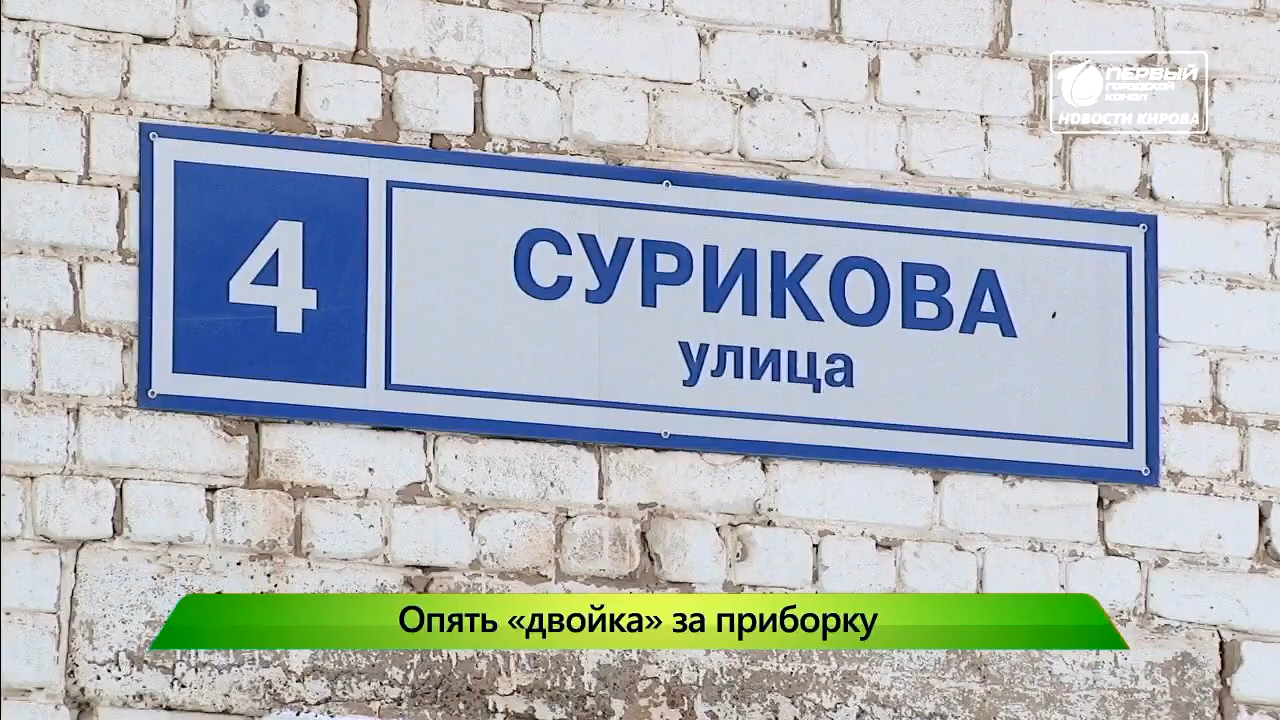 ПЕРВЫЙ
ГОРОДСКОЙ
КАНАЛ
НОВОСТИ КИРОВА
4
СУРИКОВА
улица
Опять «двойка» за приборку